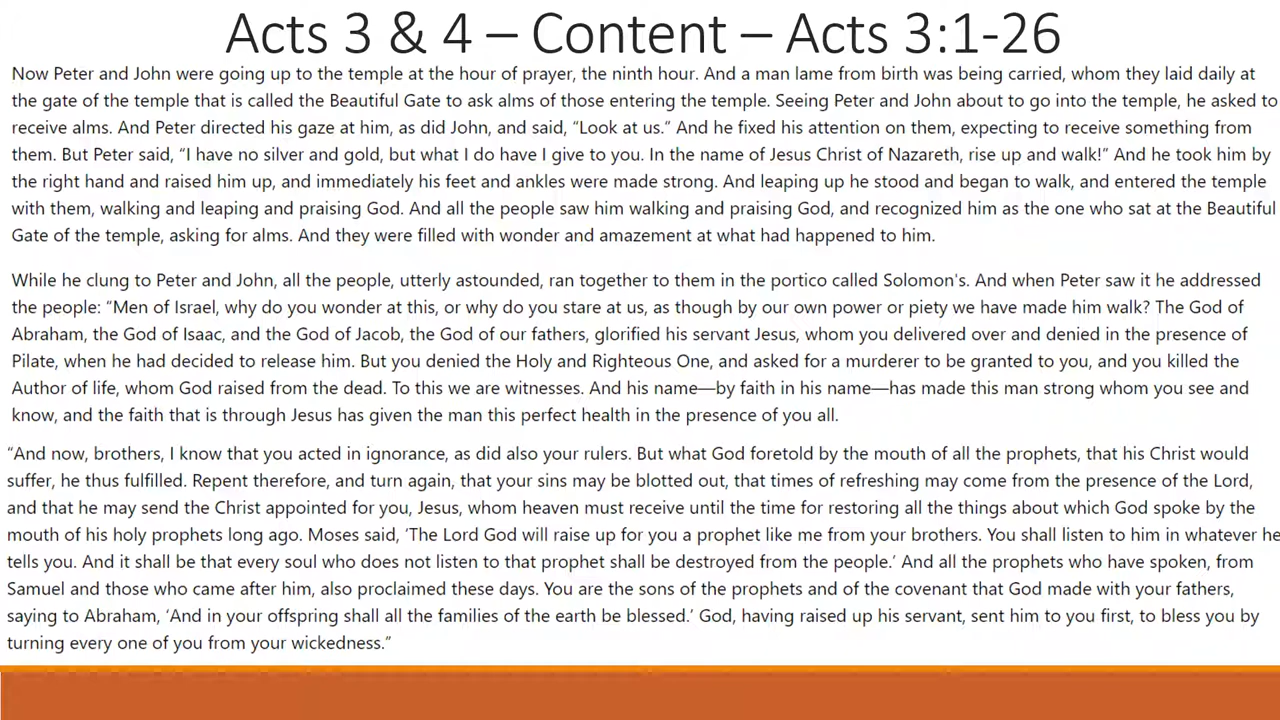 Acts 3 & 4 – Content – Acts 3:1-26
Now Peter and John were going up to the temple at the hour of prayer, the ninth hour. And a man lame from birth was being carried, whom they laid daily at
the gate of the temple that is called the Beautiful Gate to ask alms of those entering the temple. Seeing Peter and John about to go into the temple, he asked to
receive alms. And Peter directed his gaze at him, as did John, and said, “Look at us.” And he fixed his attention on them, expecting to receive something from
them. But Peter said, “I have no silver and gold, but what I do have I give to you. In the name of Jesus Christ of Nazareth, rise up and walk!” And he took him by
the right hand and raised him up, and immediately his feet and ankles were made strong. And leaping up he stood and began to walk, and entered the temple
with them, walking and leaping and praising God. And all the people saw him walking and praising God, and recognized him as the one who sat at the Beautiful
Gate of the temple, asking for alms. And they were filled with wonder and amazement at what had happened to him.
While he clung to Peter and John, all the people, utterly astounded, ran together to them in the portico called Solomon's. And when Peter saw it he addressed
the people: “Men of Israel, why do you wonder at this, or why do you stare at us, as though by our own power or piety we have made him walk? The God of
Abraham, the God of Isaac, and the God of Jacob, the God of our fathers, glorified his servant Jesus, whom you delivered over and denied in the presence of
Pilate, when he had decided to release him. But you denied the Holy and Righteous One, and asked for a murderer to be granted to you, and you killed the
Author of life, whom God raised from the dead. To this we are witnesses. And his name—by faith in his name—has made this man strong whom you see and
know, and the faith that is through Jesus has given the man this perfect health in the presence of you all.
“And now, brothers, I know that you acted in ignorance, as did also your rulers. But what God foretold by the mouth of all the prophets, that his Christ would
suffer, he thus fulfilled. Repent therefore, and turn again, that your sins may be blotted out, that times of refreshing may come from the presence of the Lord,
and that he may send the Christ appointed for you, Jesus, whom heaven must receive until the time for restoring all the things about which God spoke by the
mouth of his holy prophets long ago. Moses said, ‘The Lord God will raise up for you a prophet like me from your brothers. You shall listen to him in whatever he
tells you. And it shall be that every soul who does not listen to that prophet shall be destroyed from the people.’ And all the prophets who have spoken, from
Samuel and those who came after him, also proclaimed these days. You are the sons of the prophets and of the covenant that God made with your fathers,
saying to Abraham, ‘And in your offspring shall all the families of the earth be blessed.’ God, having raised up his servant, sent him to you first, to bless you by
turning every one of you from your wickedness.”